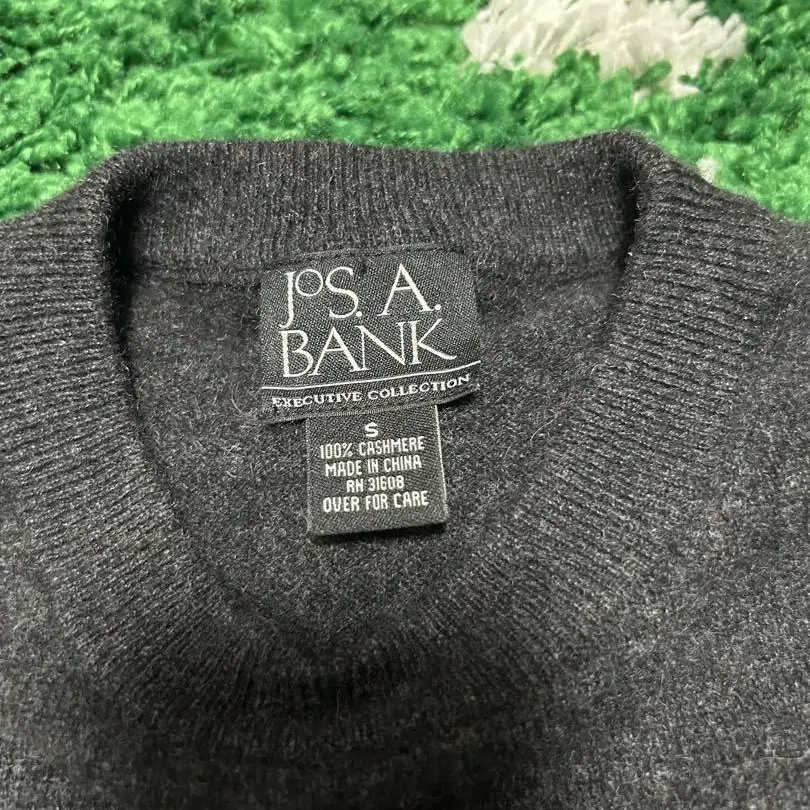 JOS. A.
BANK
EXECUTIVE COLLECTION
S
100% CASHMERE
MADE IN CHINA
RN 31608
OVER FOR CARE